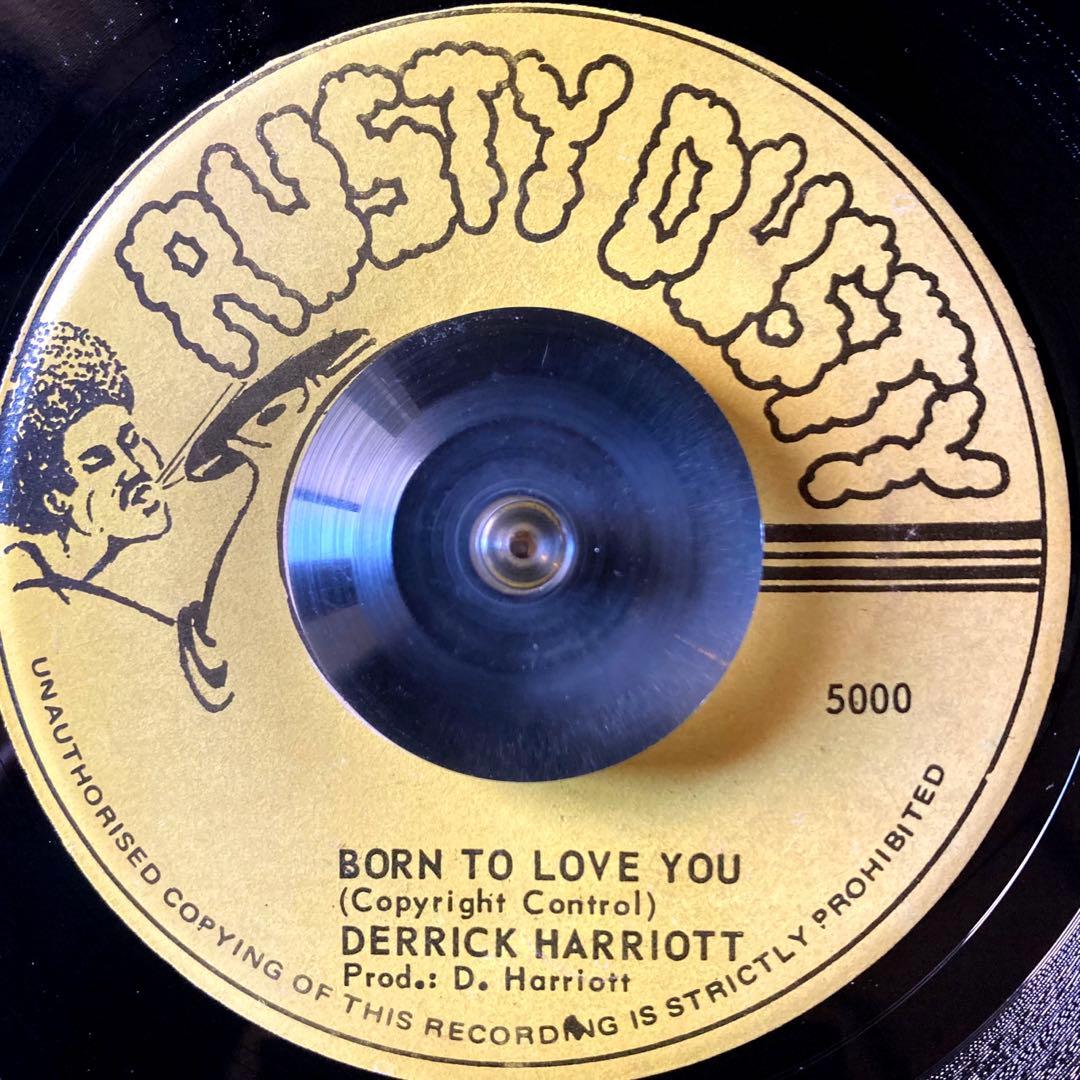 RUSTY DUSTY
5000
BORN TO LOVE YOU
(Copyright Control)
DERRICK HARRIOTT
Prod.: D. Harriott
UNAUTHORISED COPYING OF THIS RECORDING IS STRICTLY PROHIBITED